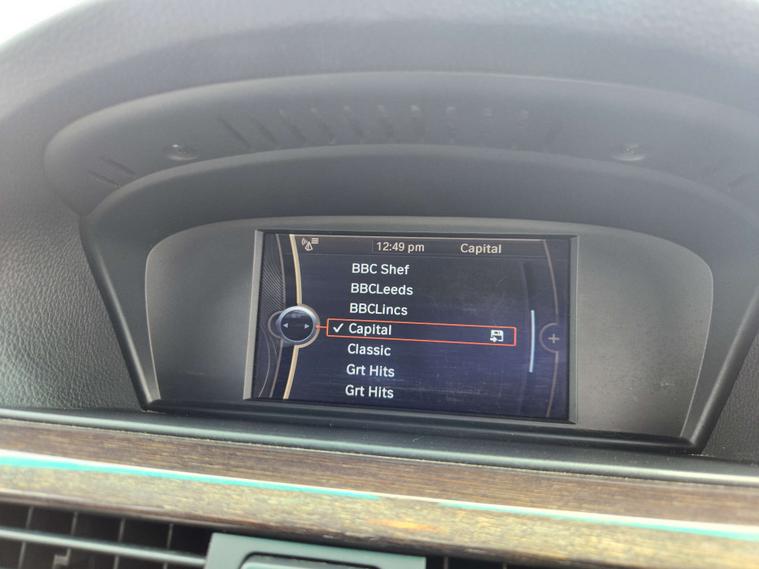 12:49 pm Capital
BBC Shef
BBCLeeds
BBCLincs
Capital
Classic
Grt Hits
Grt Hits